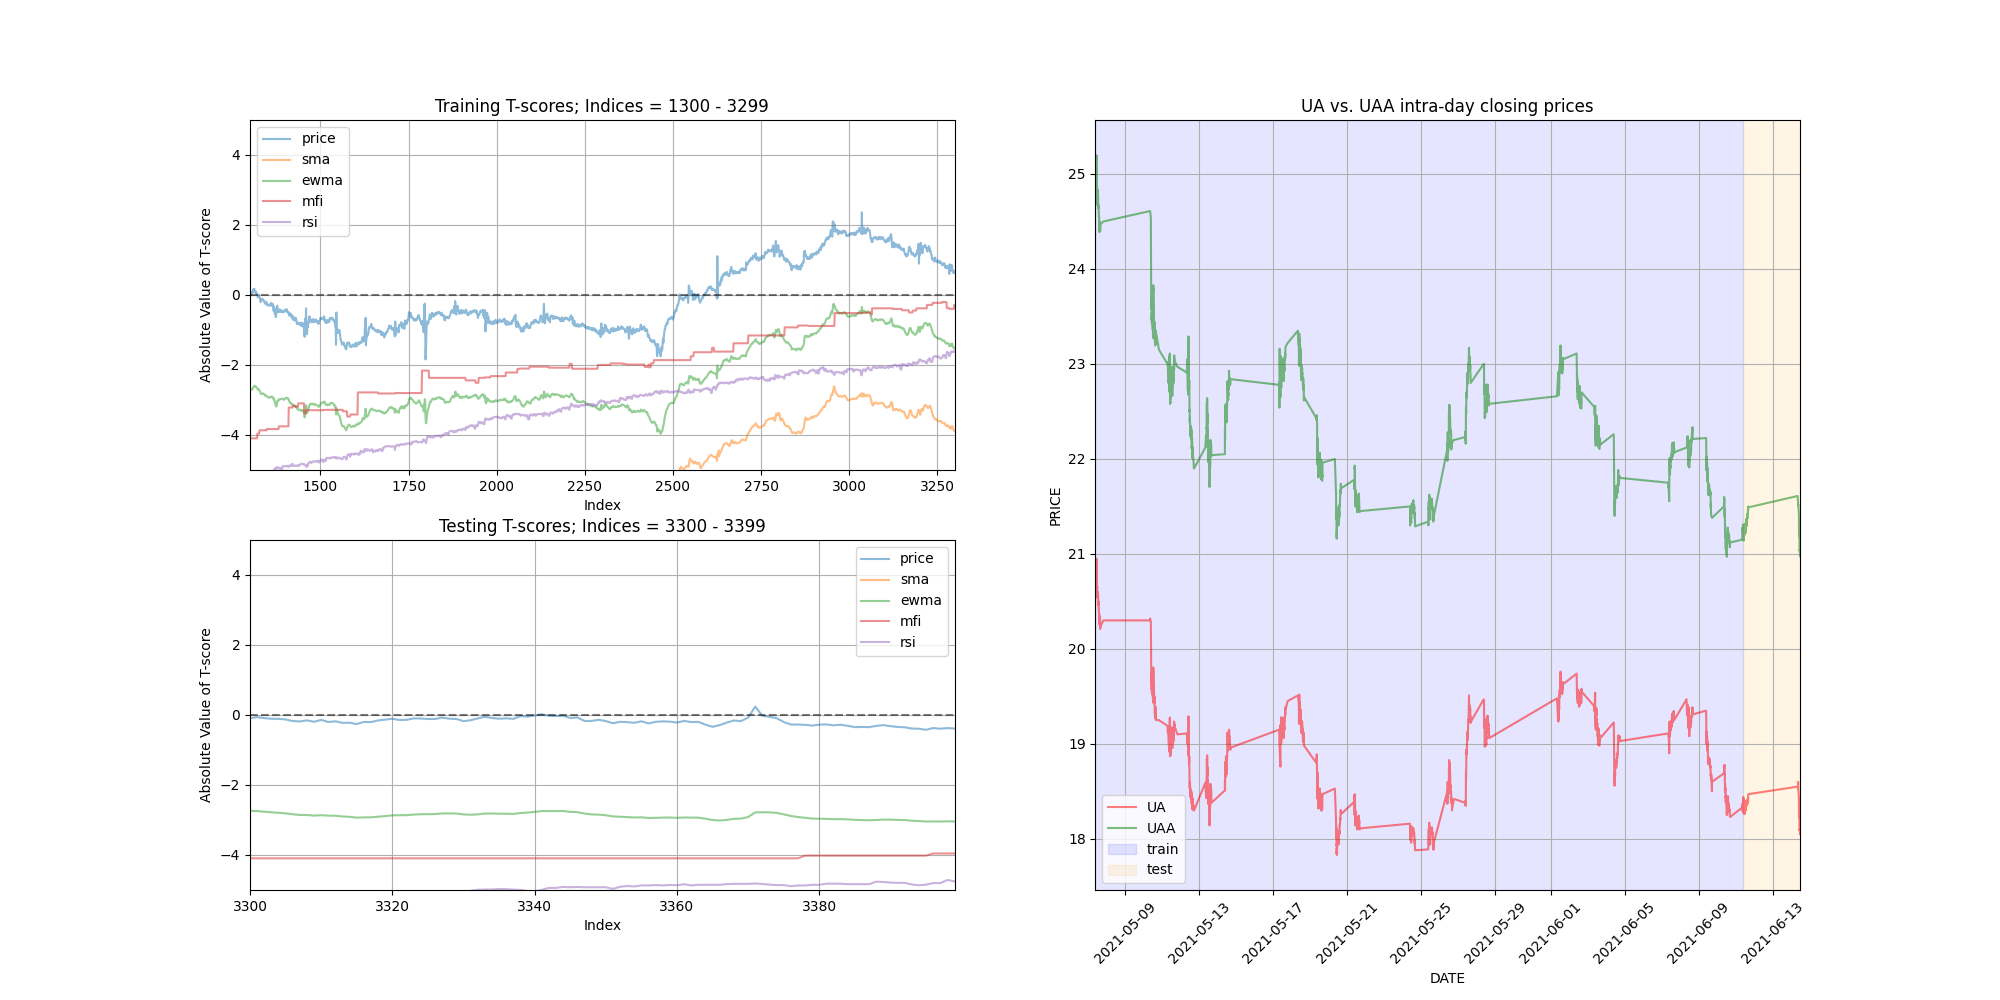 Training T-scores; Indices = 1300 - 3299
Absolute Value of T-score
4
2
0
−2
−4
price
sma
ewma
mfi
rsi
1500 1750 2000 2250 2500 2750 3000 3250
Index
Testing T-scores; Indices = 3300 - 3399
Absolute Value of T-score
4
2
0
−2
−4
price
sma
ewma
mfi
rsi
3300 3320 3340 3360 3380
Index
UA vs. UAA intra-day closing prices
PRICE
25
24
23
22
21
20
19
18
UA
UAA
train
test
2021-05-09 2021-05-13 2021-05-17 2021-05-21 2021-05-25 2021-05-29 2021-06-01 2021-06-05 2021-06-09 2021-06-13
DATE